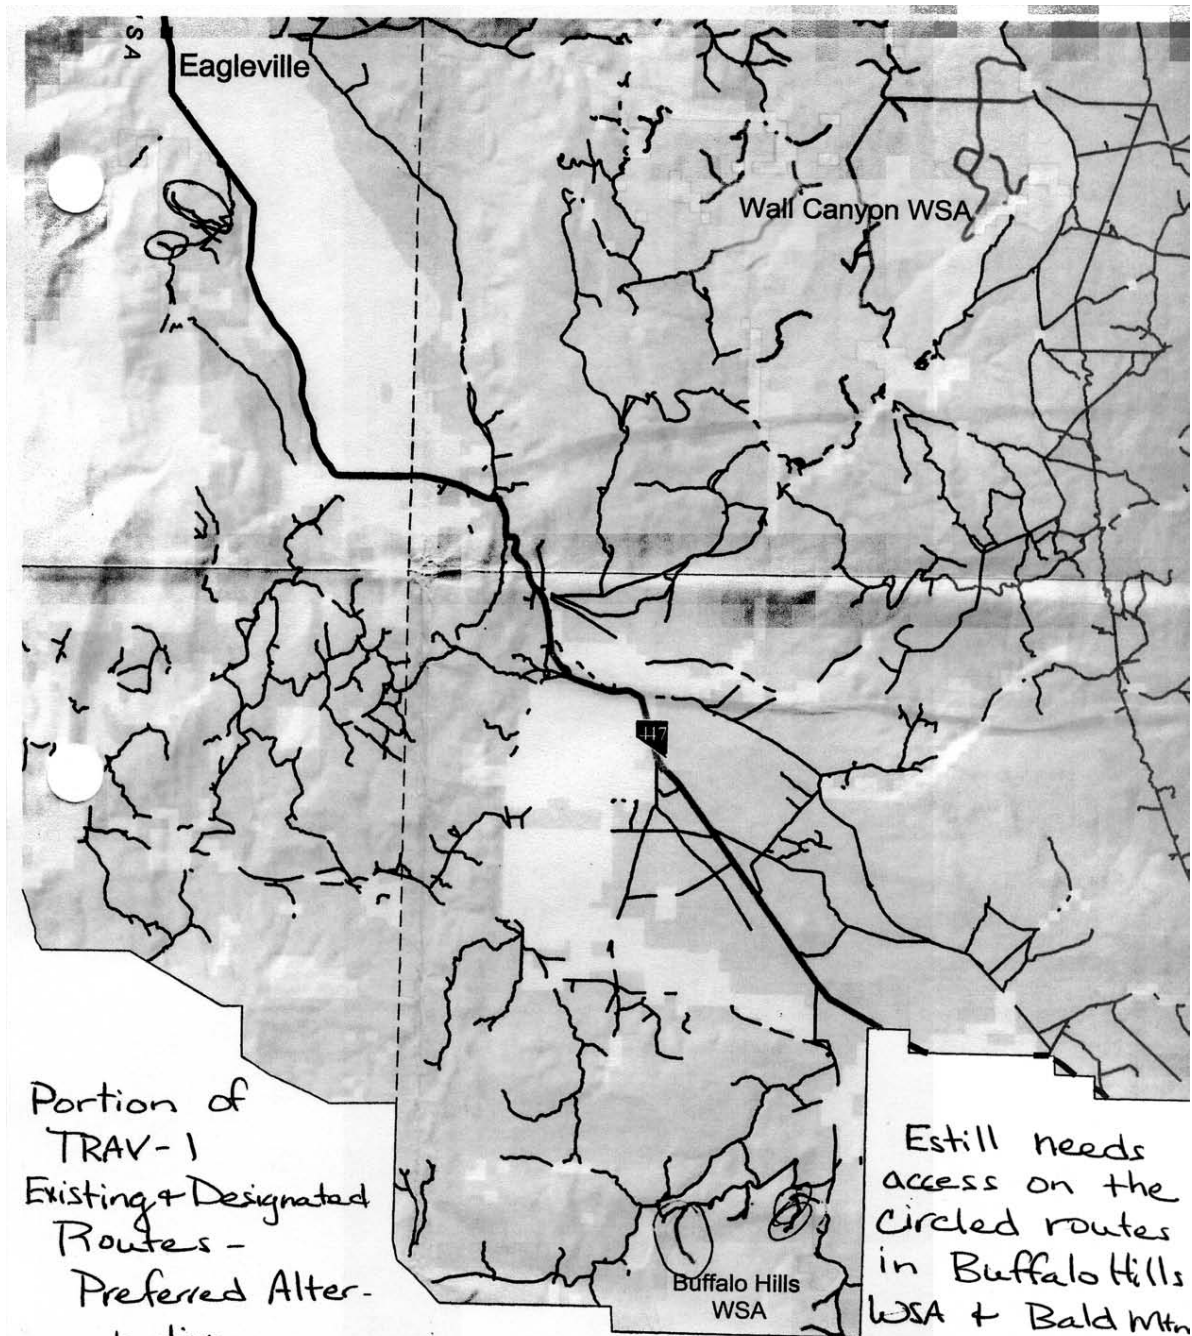 WSA
Eagleville
Wall Canyon WSA
447
Portion of
TRAV-1
Existing & Designated
Routes -
Preferred Alter-
Estill needs
access on the
circled routes
in Buffalo Hills
WSA & Bald Mtn
Buffalo Hills
WSA